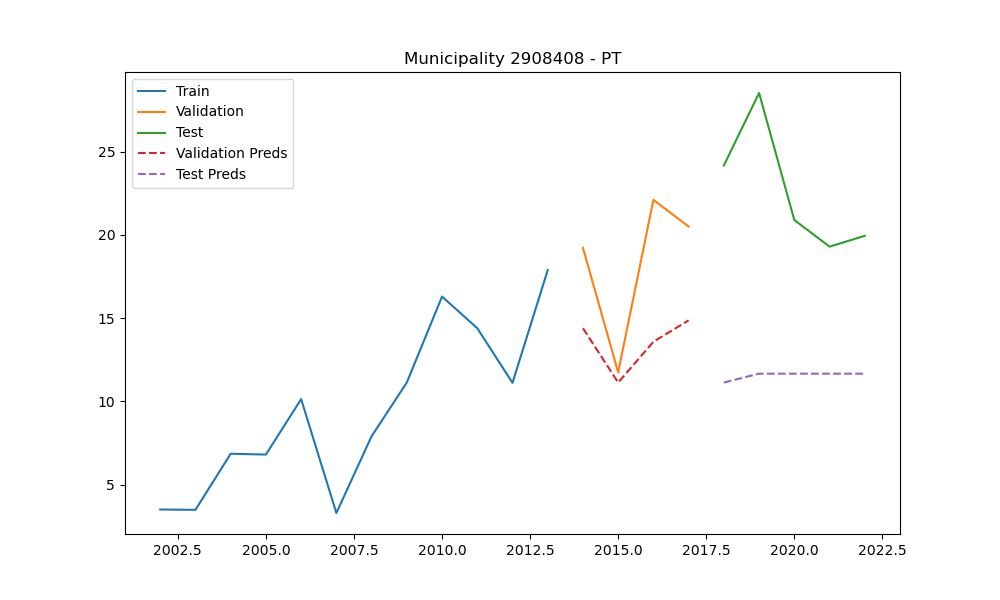 Municipality 2908408 - PT
Train
Validation
Test
Validation Preds
Test Preds
25
20
15
10
5
2002.5 2005.0 2007.5 2010.0 2012.5 2015.0 2017.5 2020.0 2022.5